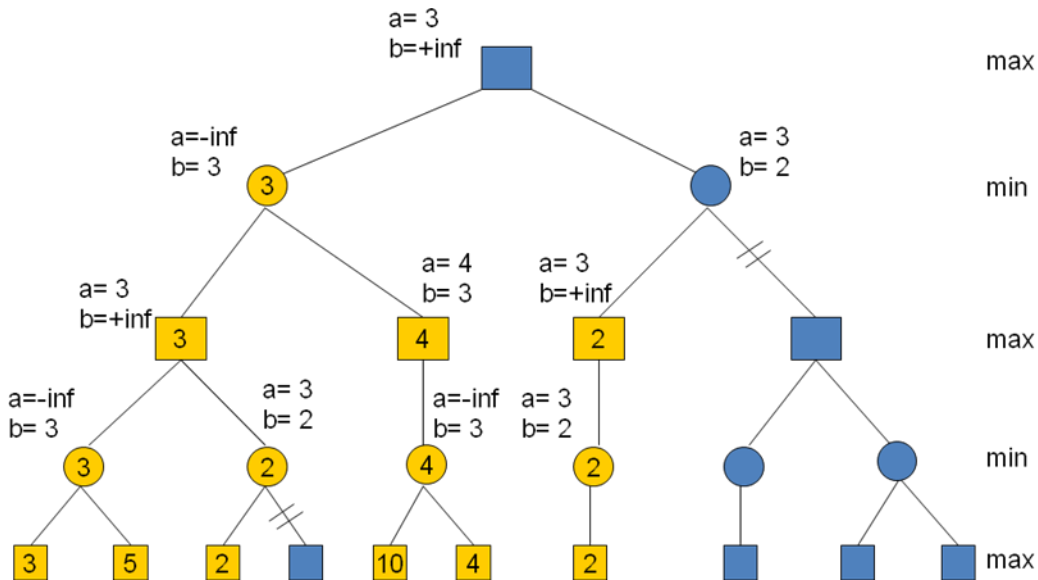 a= 3
b=+inf
max
a=-inf
b= 3
3
a= 3
b= 2
min
a= 3
b=+inf
3
a= 4
b= 3
4
a= 3
b=+inf
2
max
a=-inf
b= 3
3
a= 3
b= 2
2
a=-inf
b= 3
4
a= 3
b= 2
2
min
3
5
2
10
4
2
max